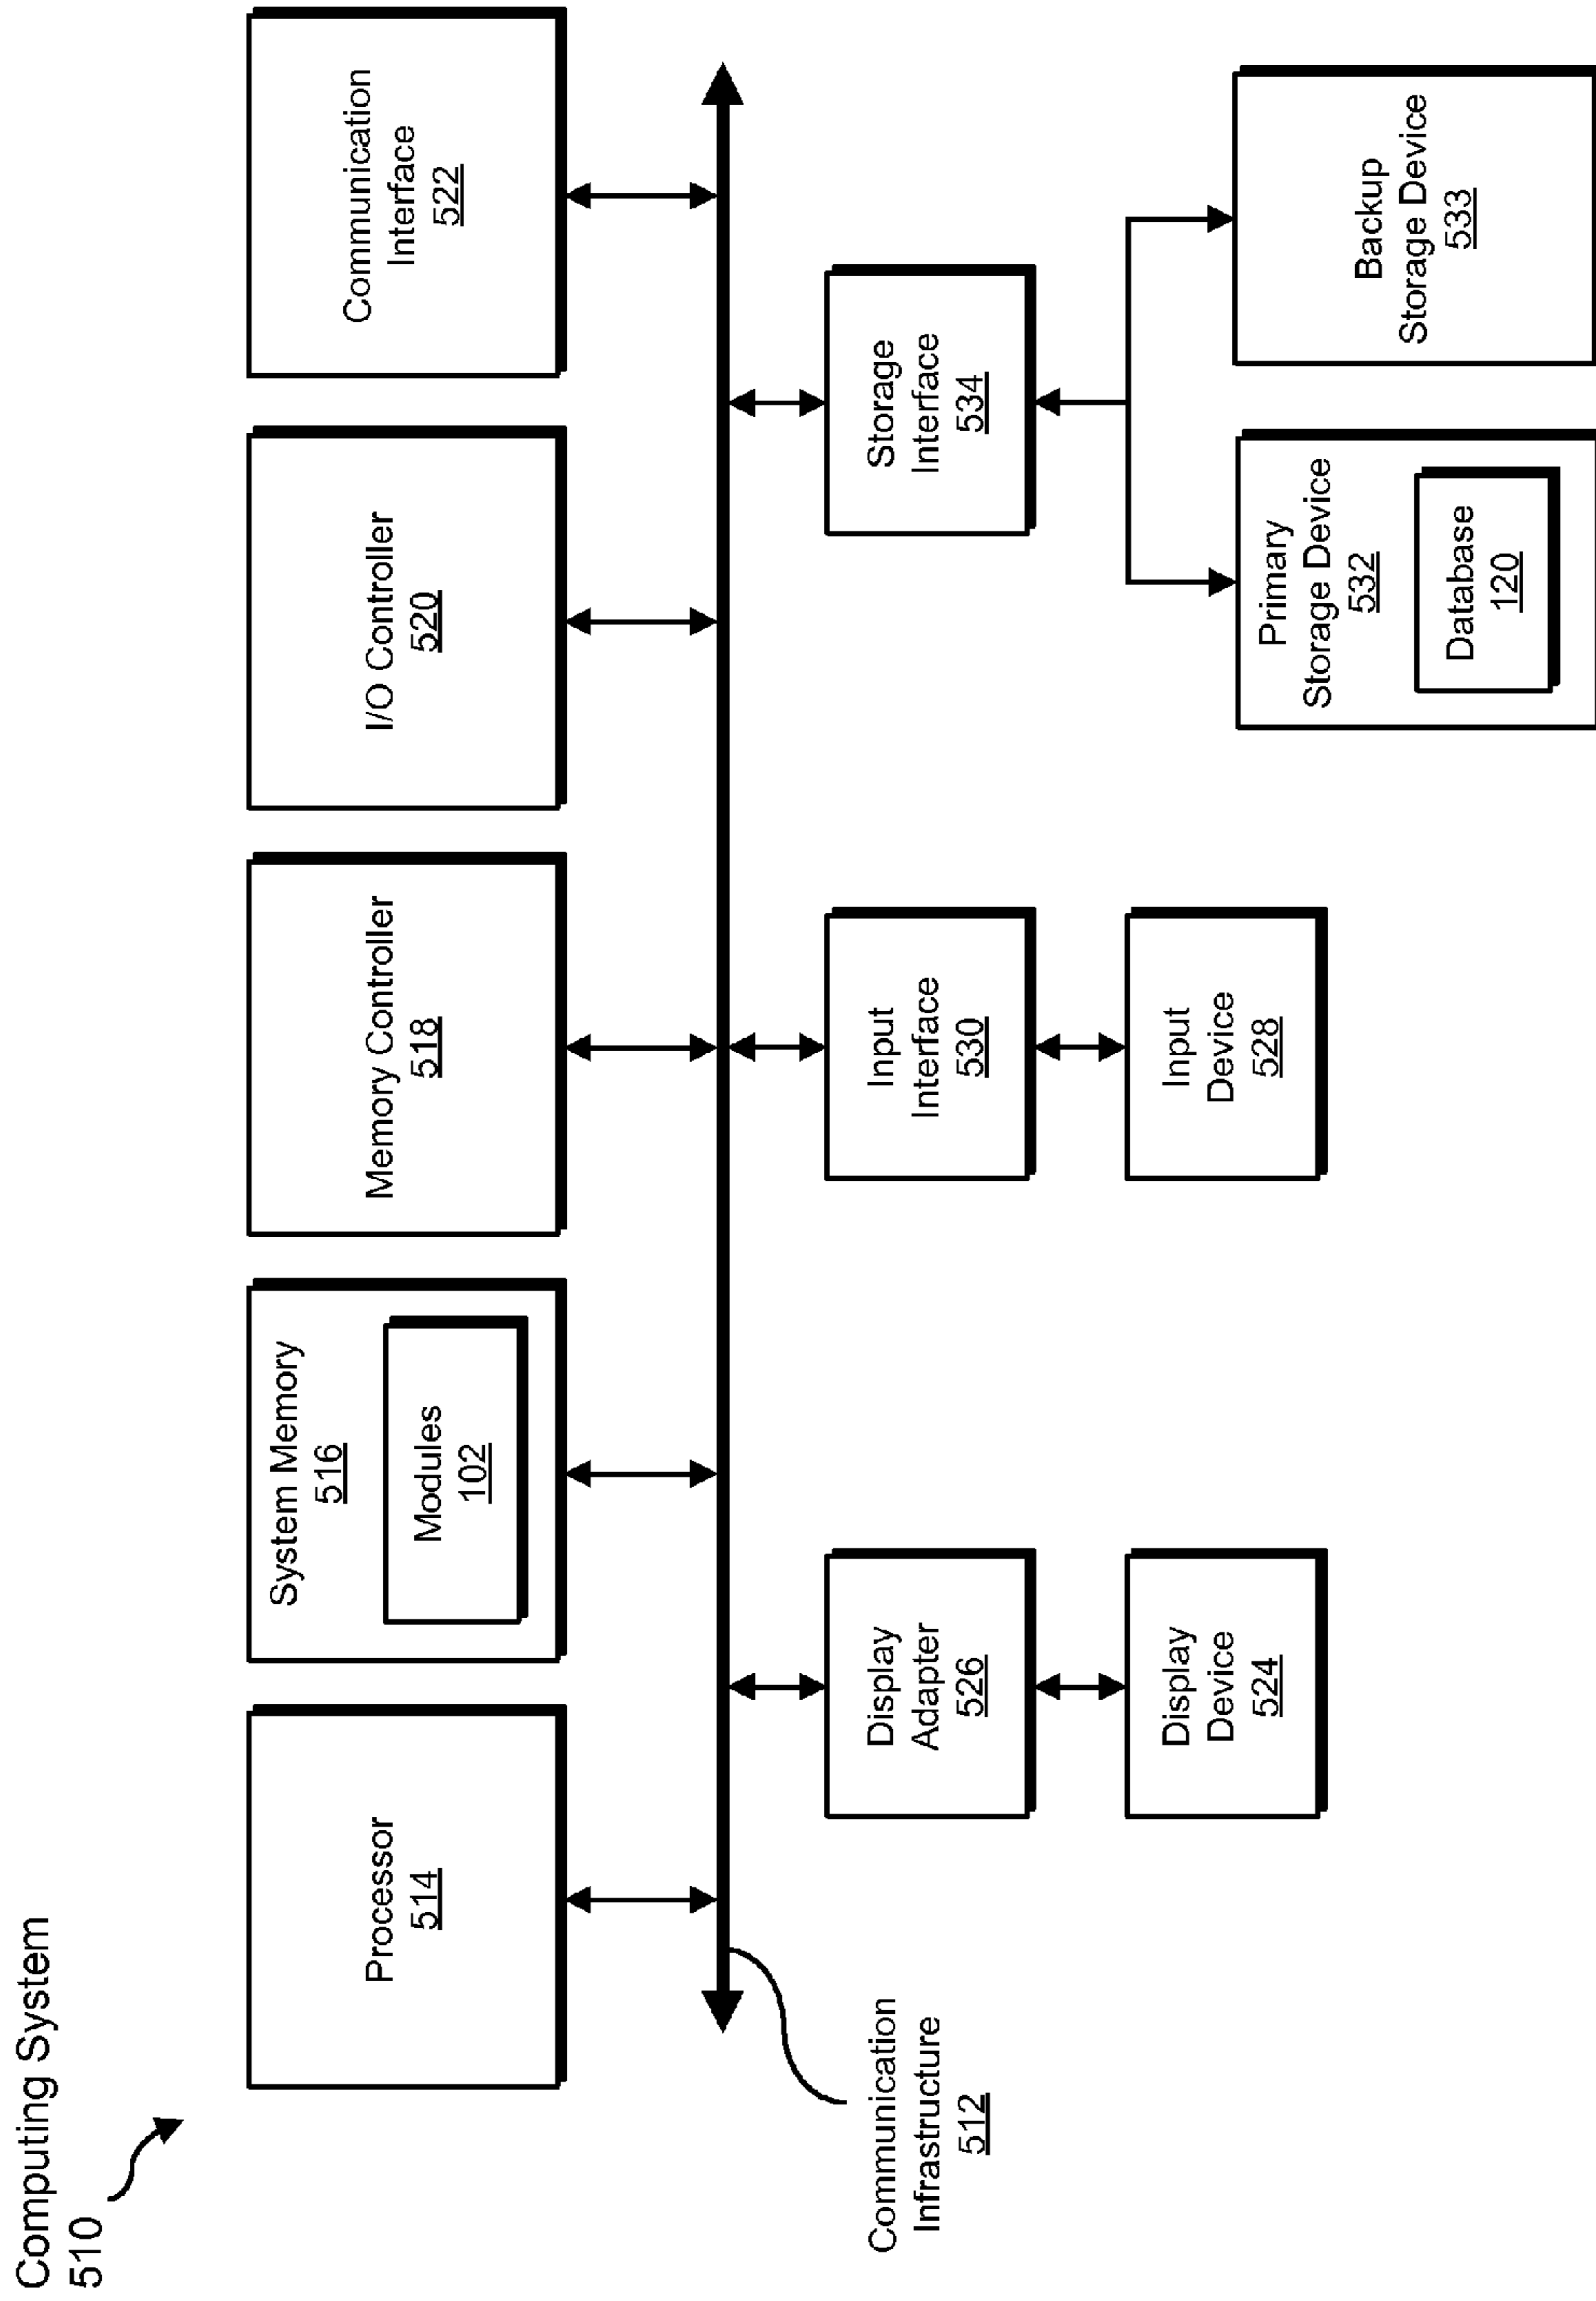 Computing System
510
Processor
514
System Memory
516
Modules
102
Memory Controller
518
I/O Controller
520
Communication
Interface
522
Communication
Infrastructure
512
Display
Adapter
526
Input
Interface
530
Storage
Interface
534
Display
Device
524
Input
Device
528
Primary
Storage Device
532
Database
120
Backup
Storage Device
533